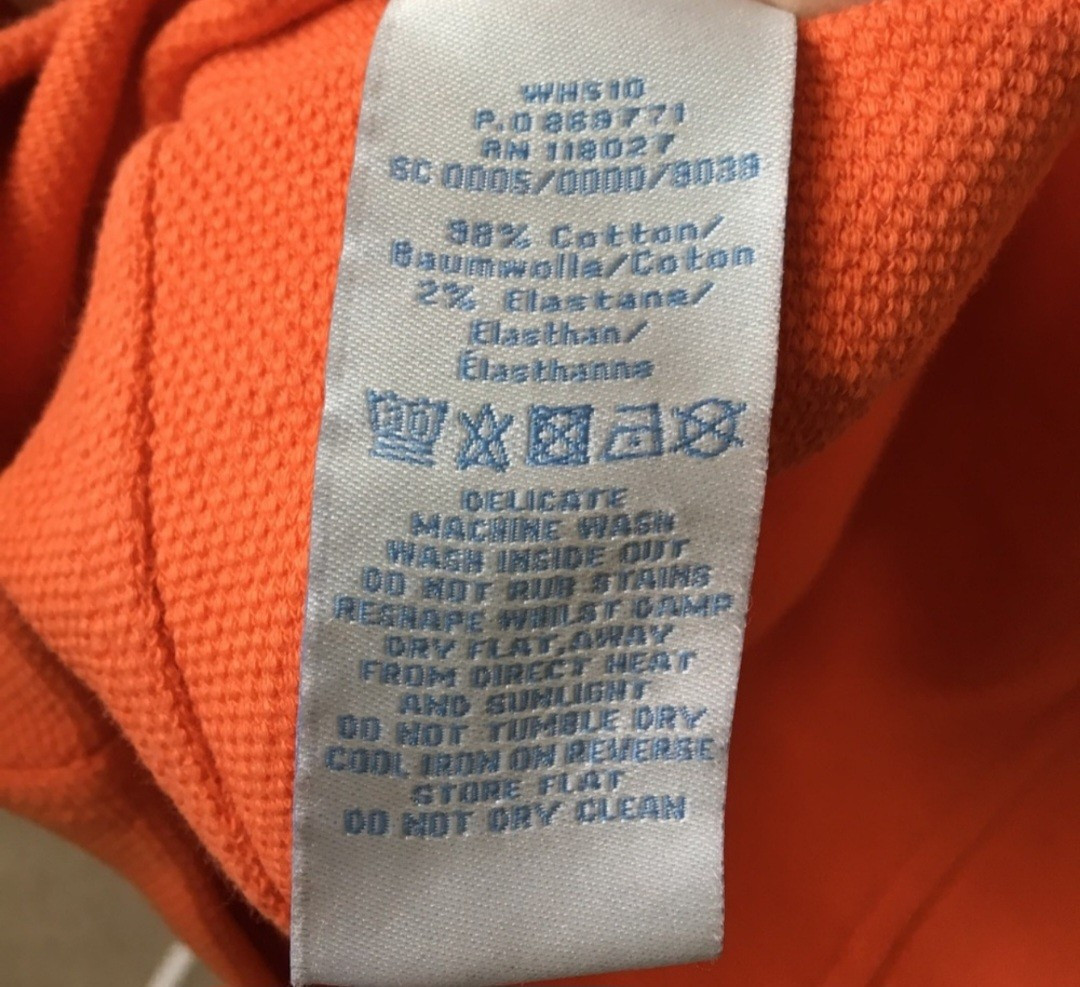 WHS10
P.O 869771
RN 118027
SC 0005/0000/8039
98% Cotton/
Baumwolle/Coton
2% Elastane/
Elasthan/
Élasthanne
30
DELICATE
MACHINE WASH
WASH INSIDE OUT
DO NOT RUB STAINS
RESHAPE WHILST DAMP
DRY FLAT,AWAY
FROM DIRECT HEAT
AND SUNLIGHT
DO NOT TUMBLE DRY
COOL IRON ON REVERSE
STORE FLAT
DO NOT DRY CLEAN